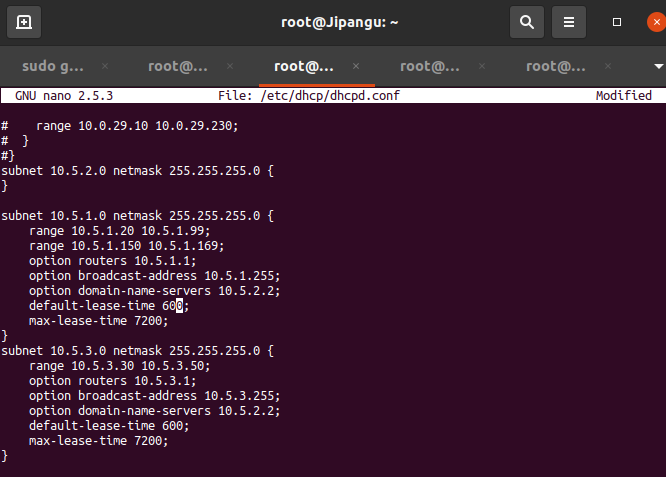 root@Jipangu: ~
sudo g... × root@... × root@... × root@... × root@... ×
GNU nano 2.5.3 File: /etc/dhcp/dhcpd.conf Modified
#    range 10.0.29.10 10.0.29.230;
#  }
#}
subnet 10.5.2.0 netmask 255.255.255.0 {
}
subnet 10.5.1.0 netmask 255.255.255.0 {
    range 10.5.1.20 10.5.1.99;
    range 10.5.1.150 10.5.1.169;
    option routers 10.5.1.1;
    option broadcast-address 10.5.1.255;
    option domain-name-servers 10.5.2.2;
    default-lease-time 600;
    max-lease-time 7200;
}
subnet 10.5.3.0 netmask 255.255.255.0 {
    range 10.5.3.30 10.5.3.50;
    option routers 10.5.3.1;
    option broadcast-address 10.5.3.255;
    option domain-name-servers 10.5.2.2;
    default-lease-time 600;
    max-lease-time 7200;
}